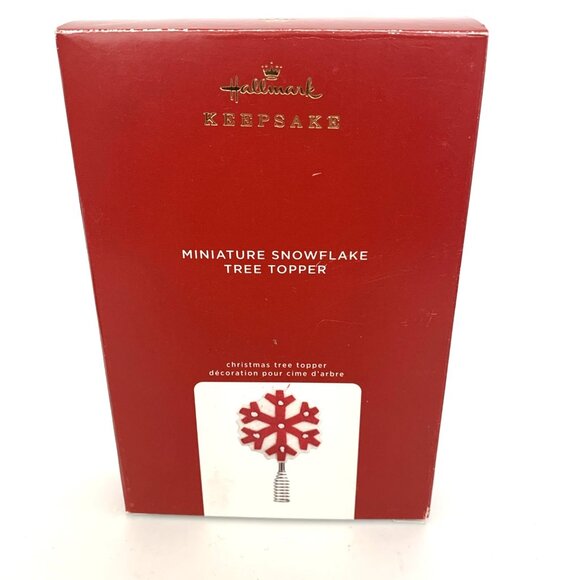 Hallmark
KEEPSAKE
MINIATURE SNOWFLAKE
TREE TOPPER
christmas tree topper
décoration pour cime d'arbre